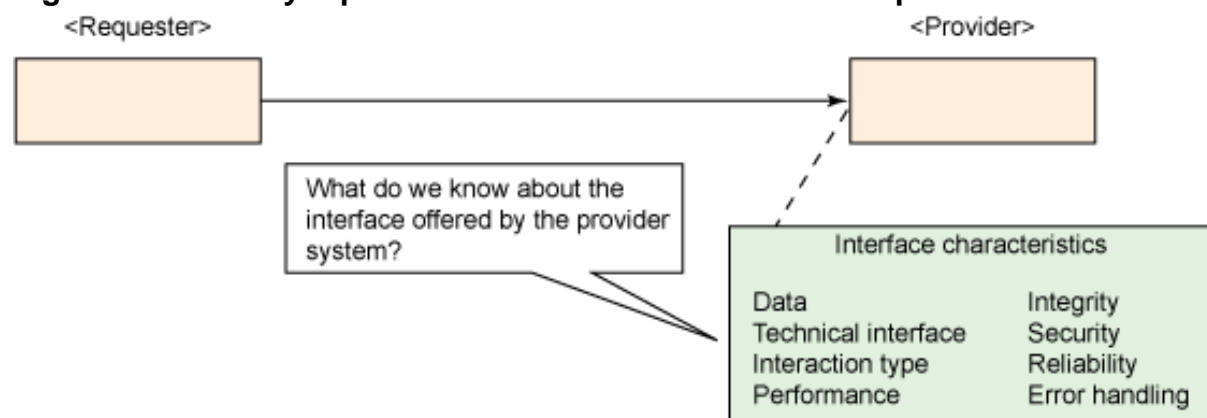 <Requester>
<Provider>
What do we know about the
interface offered by the provider
system?
Interface characteristics
Data
Technical interface
Interaction type
Performance
Integrity
Security
Reliability
Error handling